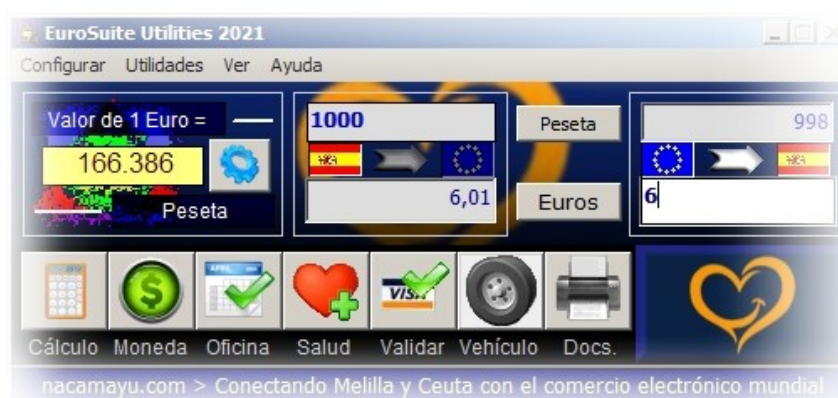 EuroSuite Utilities 2021
Configurar Utilidades Ver Ayuda
Valor de 1 Euro =
166.386
Peseta
1000
6,01
Peseta
Euros
998
6
VISA
Cálculo Moneda Oficina Salud Validar Vehículo Docs.
nacamayu.com > Conectando Melilla y Ceuta con el comercio electrónico mundial